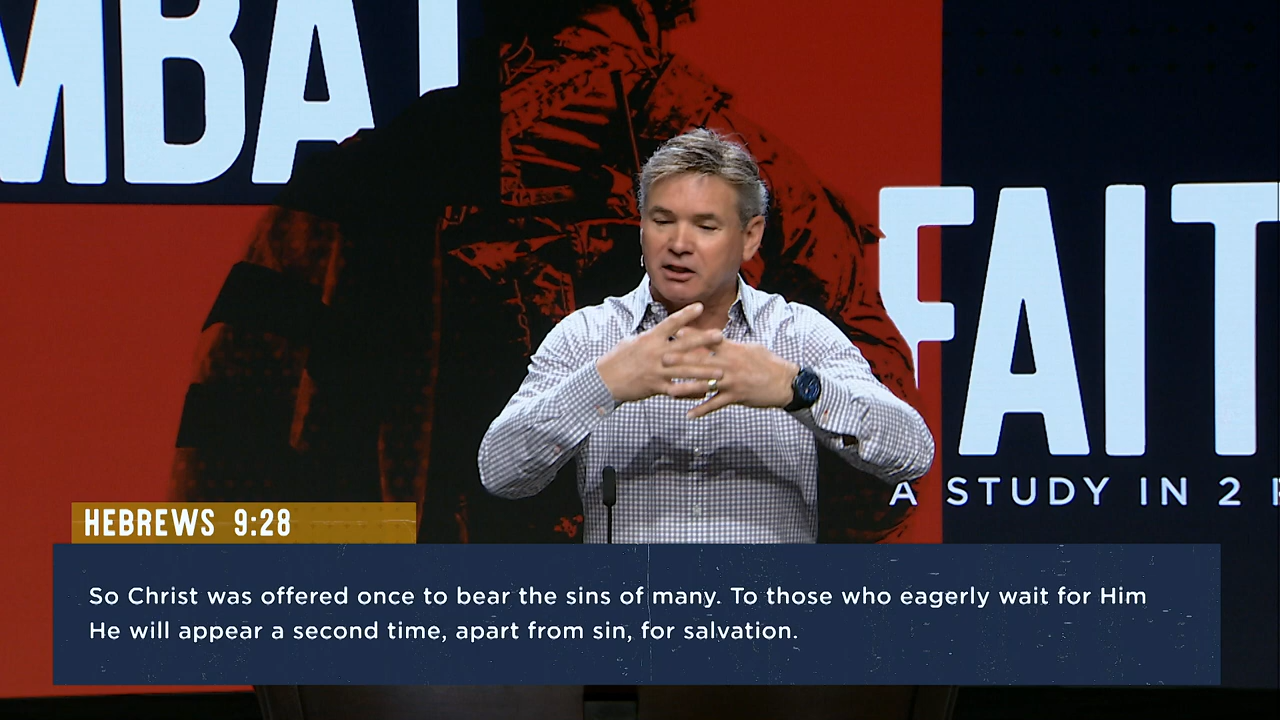 MBAT
FAIT
A STUDY IN 2 P
HEBREWS 9:28
So Christ was offered once to bear the sins of many. To those who eagerly wait for Him
He will appear a second time, apart from sin, for salvation.